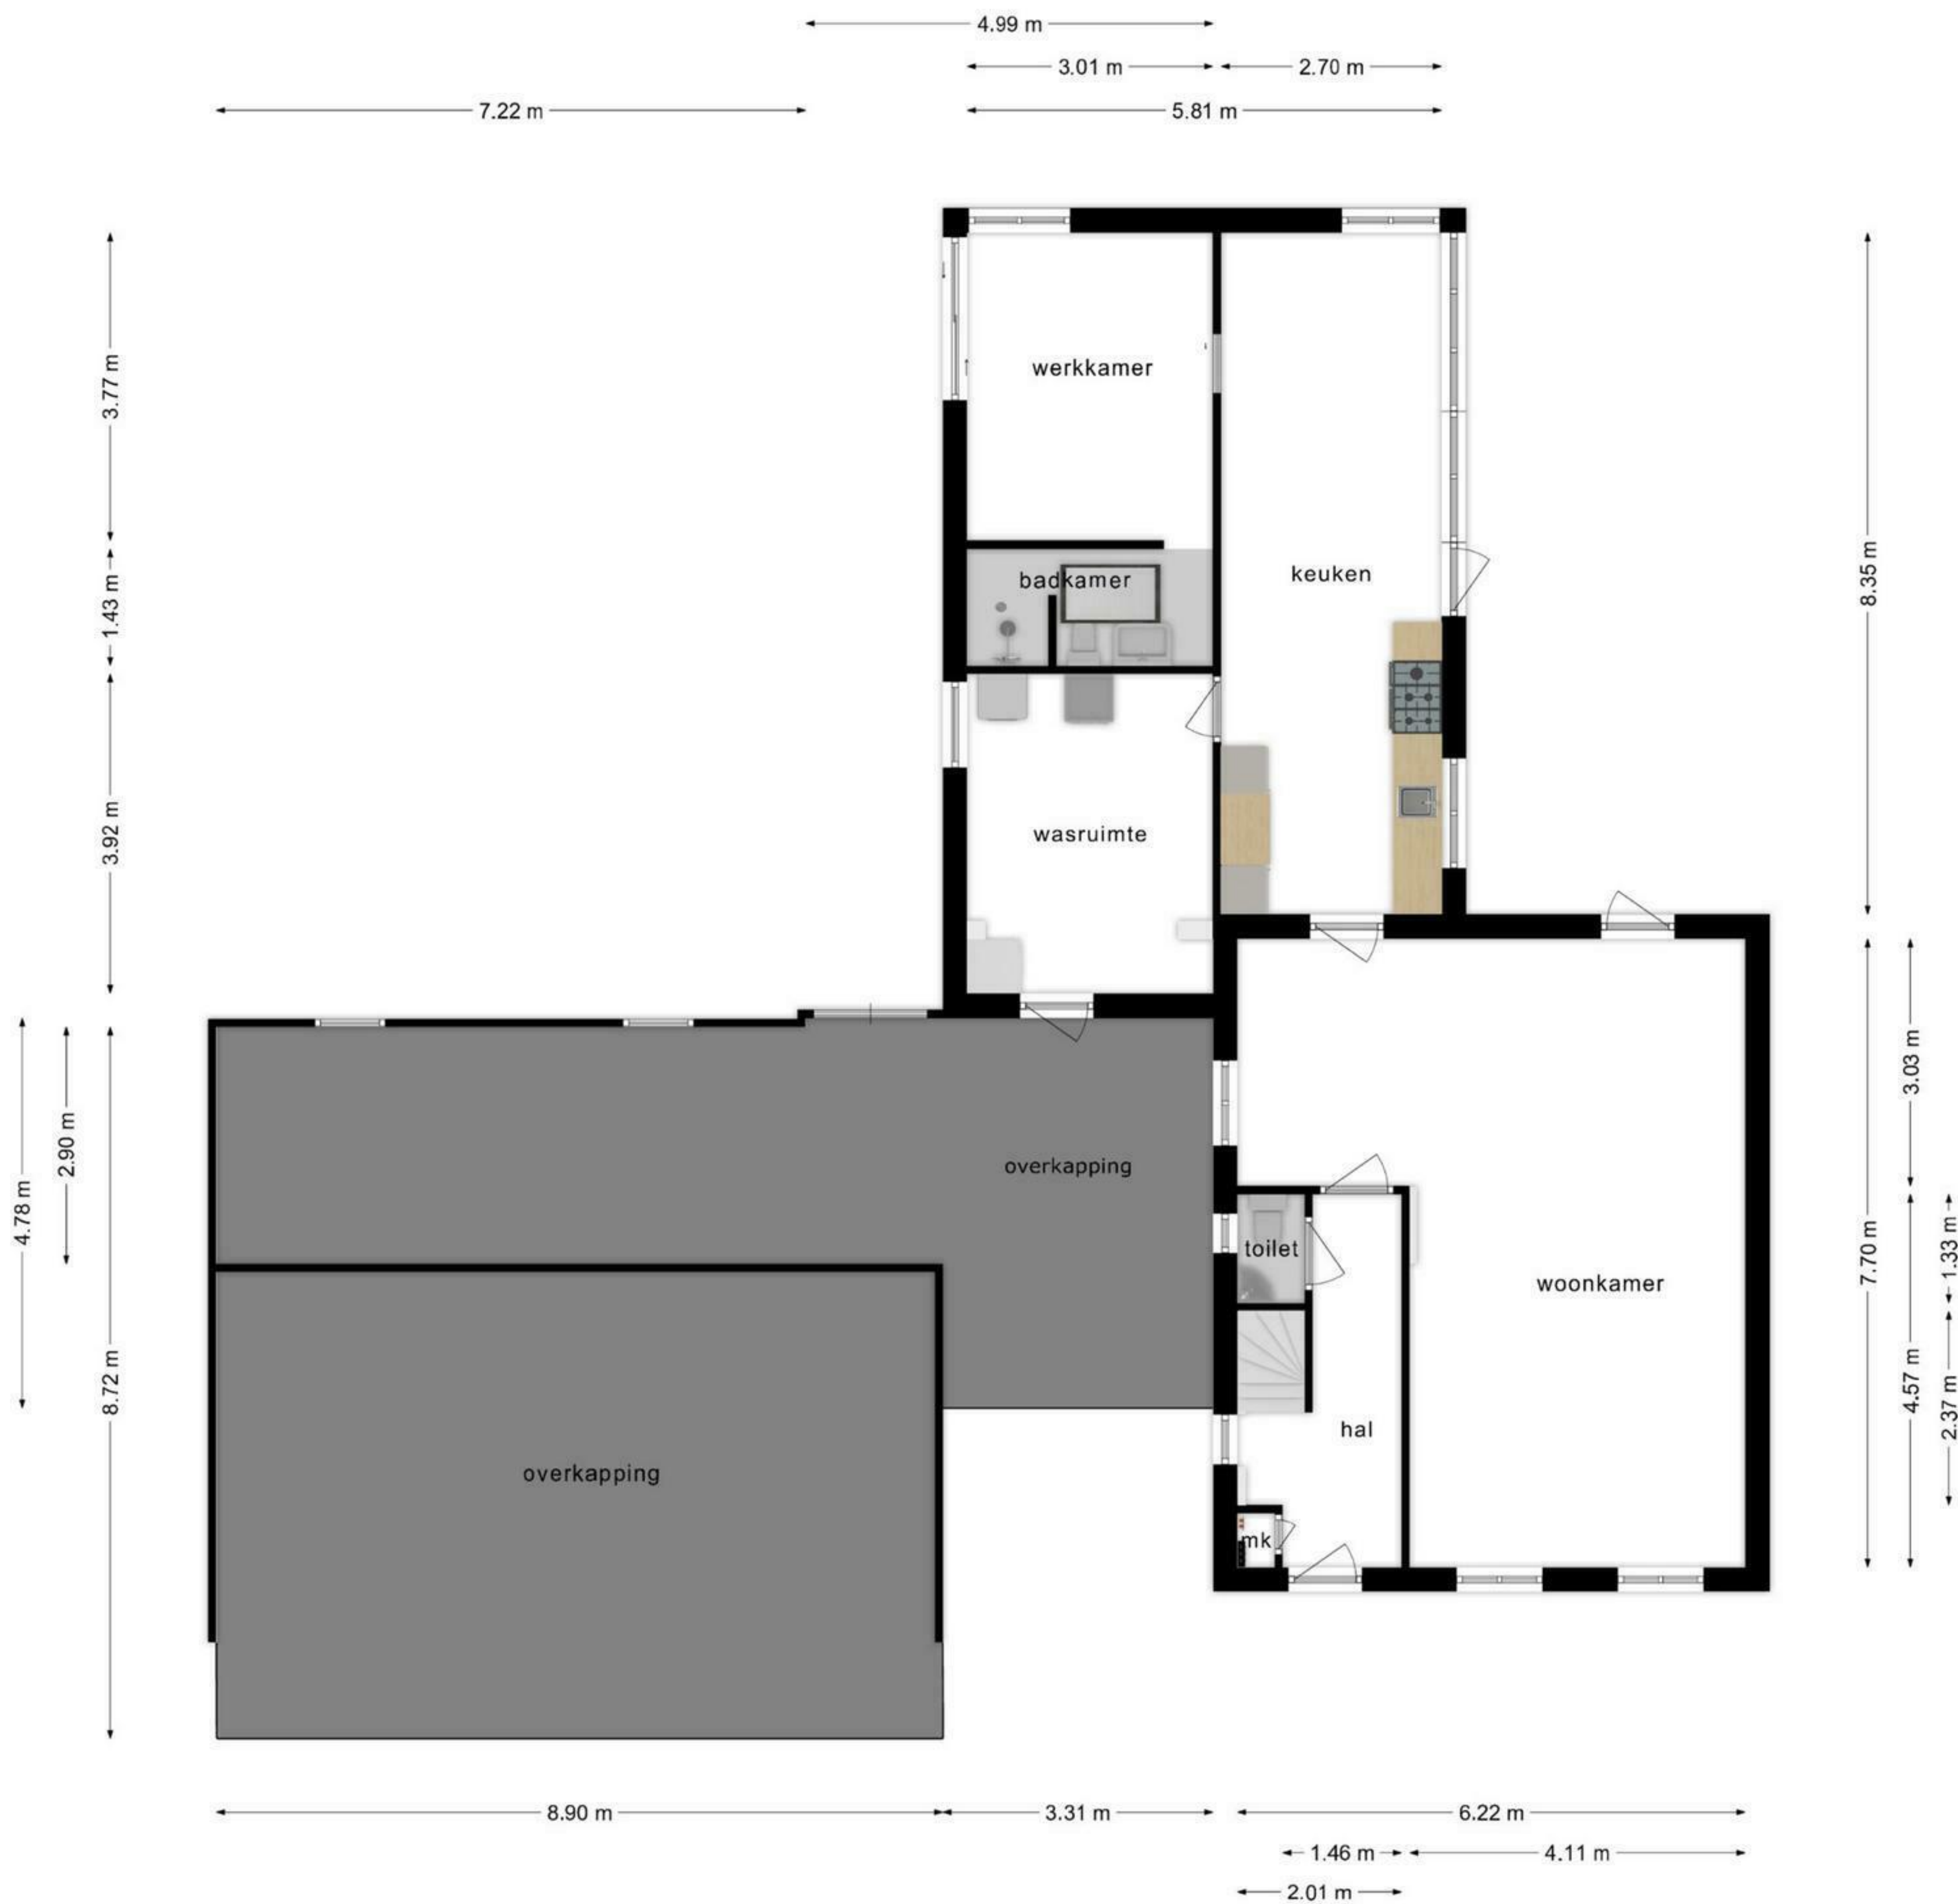 4.99 m
3.01 m
2.70 m
7.22 m
5.81 m
3.77 m
werkkamer
8.35 m
keuken
badkamer
1.43 m
3.92 m
wasruimte
3.03 m
2.90 m
4.78 m
overkapping
toilet
woonkamer
7.70 m
1.33 m
8.72 m
4.57 m
2.37 m
hal
overkapping
mk
8.90 m
3.31 m
6.22 m
1.46 m
4.11 m
2.01 m